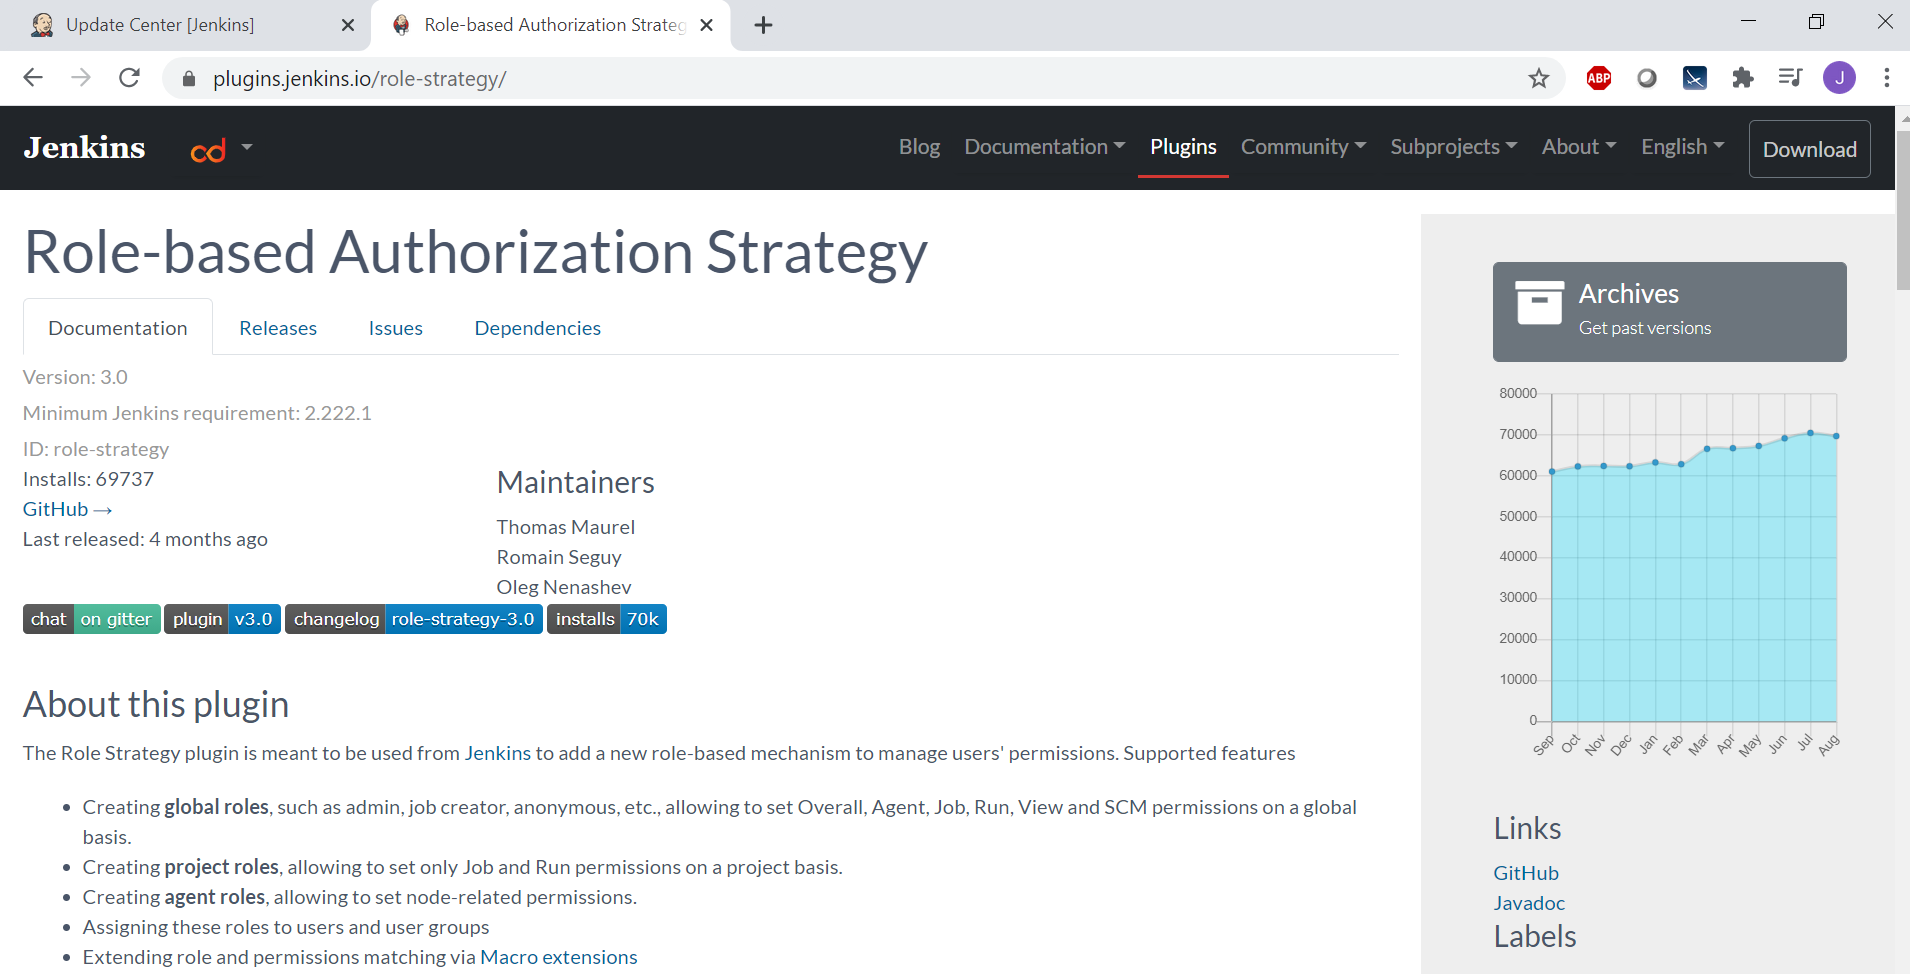 Update Center [Jenkins]
Role-based Authorization Strateg
plugins.jenkins.io/role-strategy/
ABP
J
Jenkins
cd
Blog
Documentation
Plugins
Community
Subprojects
About
English
Download
Role-based Authorization Strategy
Documentation
Releases
Issues
Dependencies
Version: 3.0
Minimum Jenkins requirement: 2.222.1
ID: role-strategy
Installs: 69737
GitHub →
Last released: 4 months ago
Maintainers
Thomas Maurel
Romain Seguy
Oleg Nenashev
chat on gitter
plugin v3.0
changelog role-strategy-3.0
installs 70k
About this plugin
The Role Strategy plugin is meant to be used from Jenkins to add a new role-based mechanism to manage users' permissions. Supported features
• Creating global roles, such as admin, job creator, anonymous, etc., allowing to set Overall, Agent, Job, Run, View and SCM permissions on a global
basis.
• Creating project roles, allowing to set only Job and Run permissions on a project basis.
• Creating agent roles, allowing to set node-related permissions.
• Assigning these roles to users and user groups
• Extending role and permissions matching via Macro extensions
Archives
Get past versions
80000
70000
60000
50000
40000
30000
20000
10000
0
Sep Oct Nov Dec Jan Feb Mar Apr May Jun Jul Aug
Links
GitHub
Javadoc
Labels